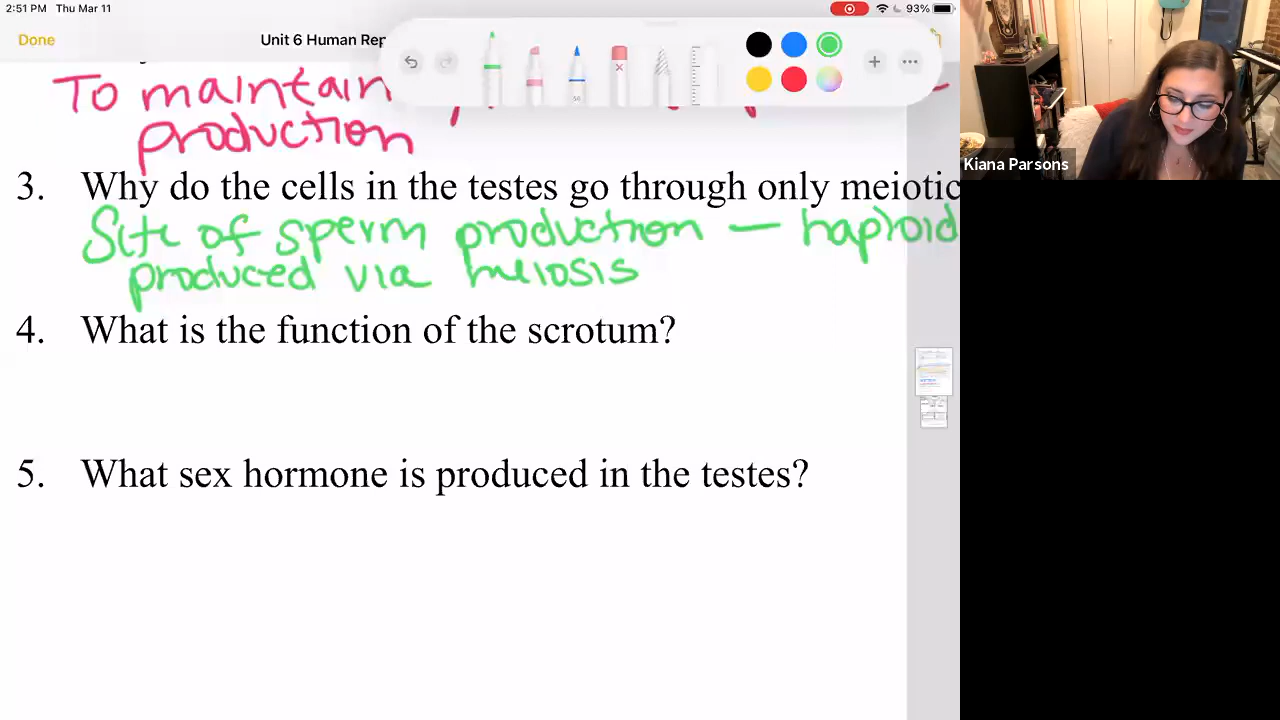 2:51 PM Thu Mar 11
93%
Done
Unit 6 Human Rep
To maintain
production
3. Why do the cells in the testes go through only meiotic
Site of sperm production — haploid
produced via meiosis
4. What is the function of the scrotum?
5. What sex hormone is produced in the testes?
Kiana Parsons